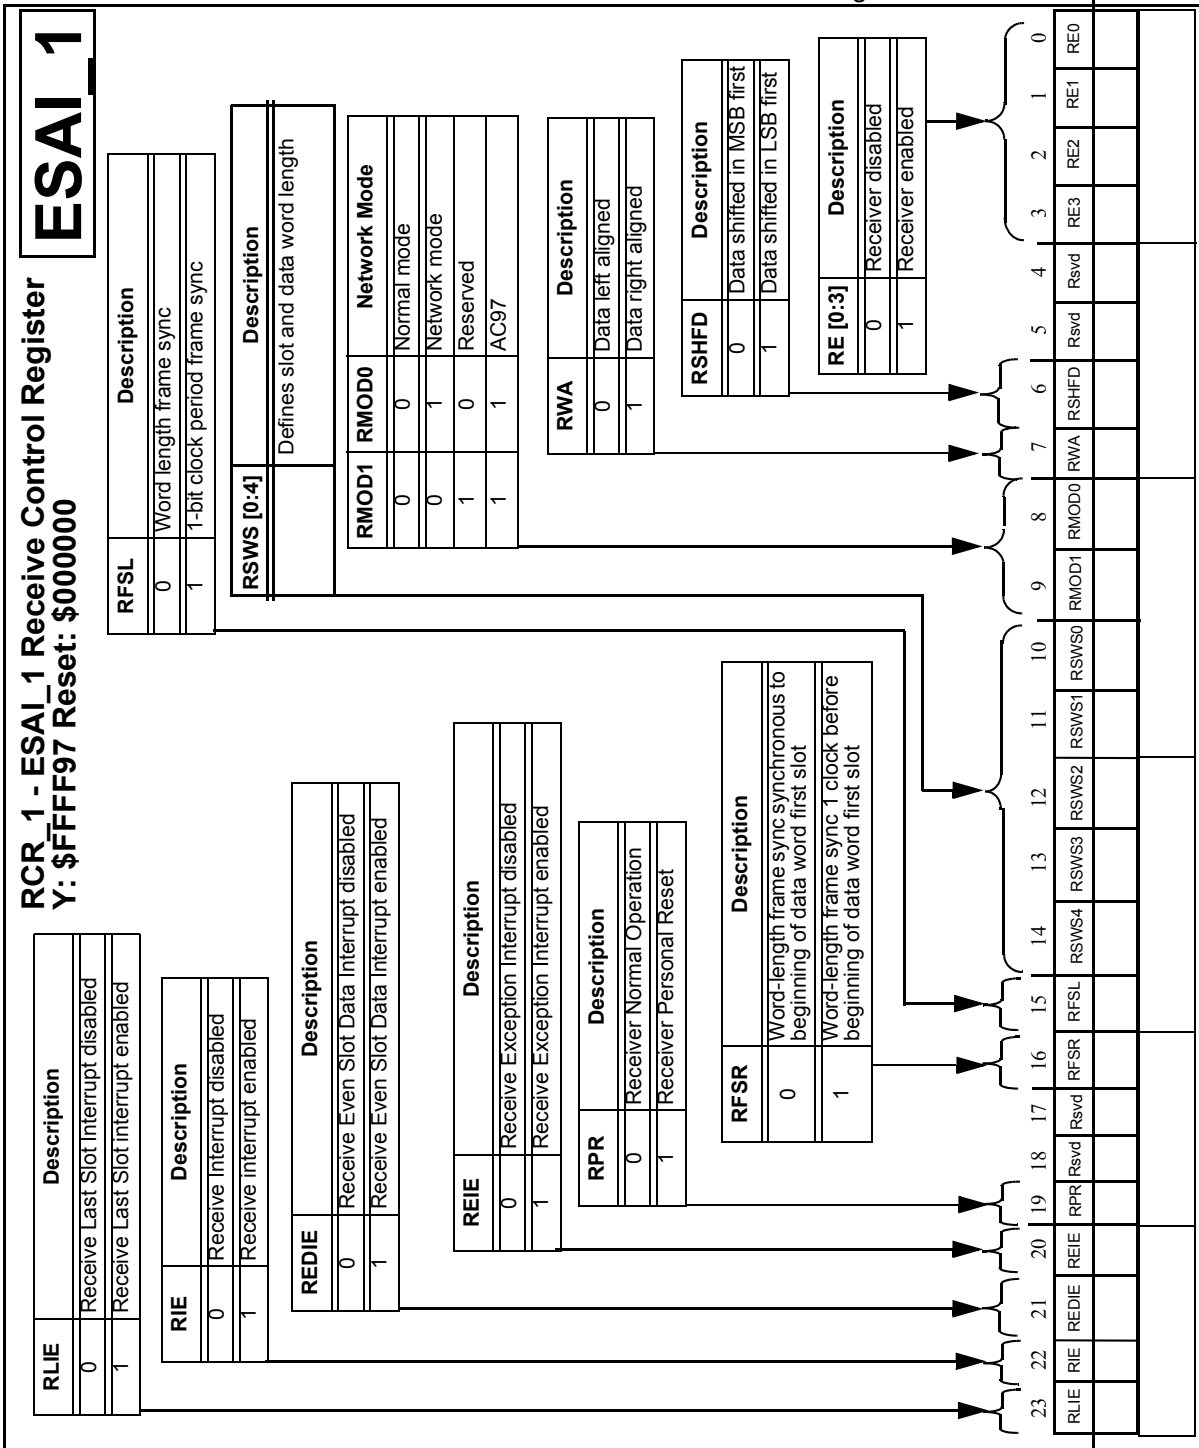 RCR_1 - ESAI_1 Receive Control Register
Y: $FFFF97 Reset: $000000
ESAI_1
RLIE Description
0 Receive Last Slot Interrupt disabled
1 Receive Last Slot interrupt enabled
RIE Description
0 Receive Interrupt disabled
1 Receive interrupt enabled
REDIE Description
0 Receive Even Slot Data Interrupt disabled
1 Receive Even Slot Data Interrupt enabled
REIE Description
0 Receive Exception Interrupt disabled
1 Receive Exception Interrupt enabled
RPR Description
0 Receiver Normal Operation
1 Receiver Personal Reset
RFSR Description
0 Word-length frame sync synchronous to
beginning of data word first slot
1 Word-length frame sync 1 clock before
beginning of data word first slot
RFSL Description
0 Word length frame sync
1 1-bit clock period frame sync
RSWS [0:4] Description
Defines slot and data word length
RMOD1 RMOD0 Network Mode
0 0 Normal mode
0 1 Network mode
1 0 Reserved
1 1 AC97
RWA Description
0 Data left aligned
1 Data right aligned
RSHFD Description
0 Data shifted in MSB first
1 Data shifted in LSB first
RE [0:3] Description
0 Receiver disabled
1 Receiver enabled
23 22 21 20 19 18 17 16 15 14 13 12 11 10 9 8 7 6 5 4 3 2 1 0
RLIE RIE REDIE REIE RPR Rsvd Rsvd RFSR RFSL RSWS4 RSWS3 RSWS2 RSWS1 RSWS0 RMOD1 RMOD0 RWA RSHFD Rsvd Rsvd RE3 RE2 RE1 RE0